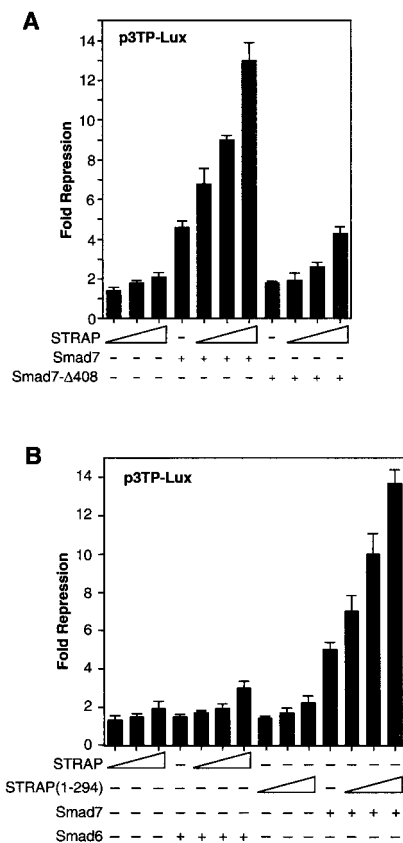 A
p3TP-Lux
14
12
10
8
6
4
2
0
Fold Repression
STRAP – –
Smad7 – – – + + + + – – – –
Smad7-Δ408 – – – – – – – + + + +
B
p3TP-Lux
14
12
10
8
6
4
2
0
Fold Repression
STRAP – – – – – – – –
STRAP(1-294) – – – – – – – –
Smad7 – – – – – – – – – – + + + +
Smad6 – – – + + + + – – – – – – –